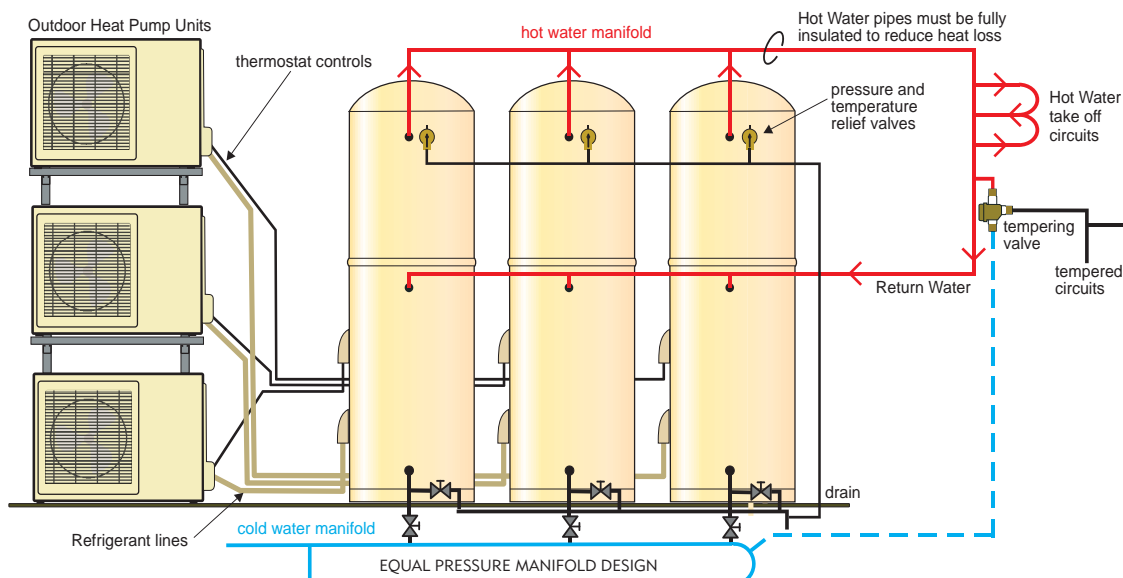 Outdoor Heat Pump Units
thermostat controls
hot water manifold
Hot Water pipes must be fully
insulated to reduce heat loss
pressure and
temperature
relief valves
Hot Water
take off
circuits
tempering
valve
tempered
circuits
Return Water
drain
Refrigerant lines
cold water manifold
EQUAL PRESSURE MANIFOLD DESIGN